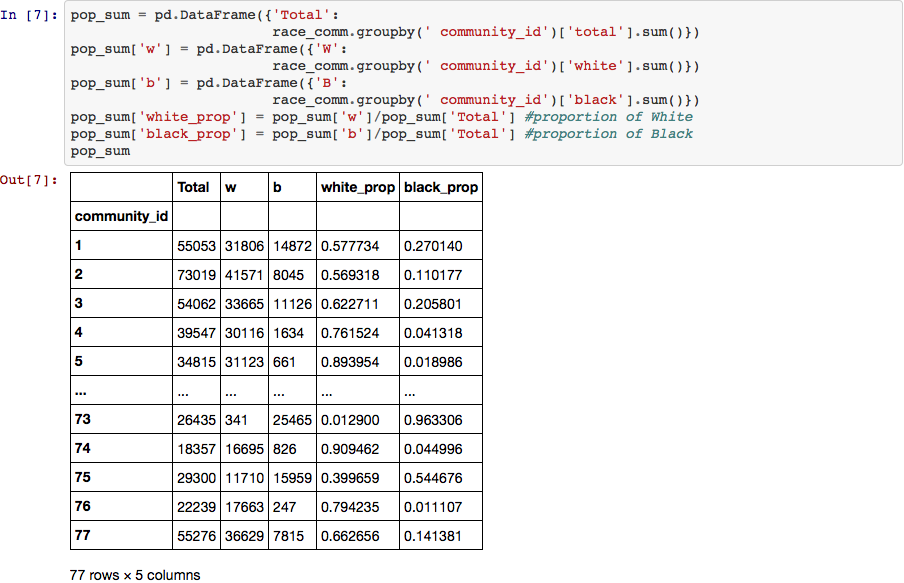 In [7]: pop_sum = pd.DataFrame({'Total':
race_comm.groupby(' community_id')['total'].sum()})
pop_sum['w'] = pd.DataFrame({'W':
race_comm.groupby(' community_id')['white'].sum()})
pop_sum['b'] = pd.DataFrame({'B':
race_comm.groupby(' community_id')['black'].sum()})
pop_sum['white_prop'] = pop_sum['w']/pop_sum['Total'] #proportion of White
pop_sum['black_prop'] = pop_sum['b']/pop_sum['Total'] #proportion of Black
pop_sum
Out[7]:
Total w b white_prop black_prop
community_id
1 55053 31806 14872 0.577734 0.270140
2 73019 41571 8045 0.569318 0.110177
3 54062 33665 11126 0.622711 0.205801
4 39547 30116 1634 0.761524 0.041318
5 34815 31123 661 0.893954 0.018986
... ... ... ... ... ...
73 26435 341 25465 0.012900 0.963306
74 18357 16695 826 0.909462 0.044996
75 29300 11710 15959 0.399659 0.544676
76 22239 17663 247 0.794235 0.011107
77 55276 36629 7815 0.662656 0.141381
77 rows × 5 columns